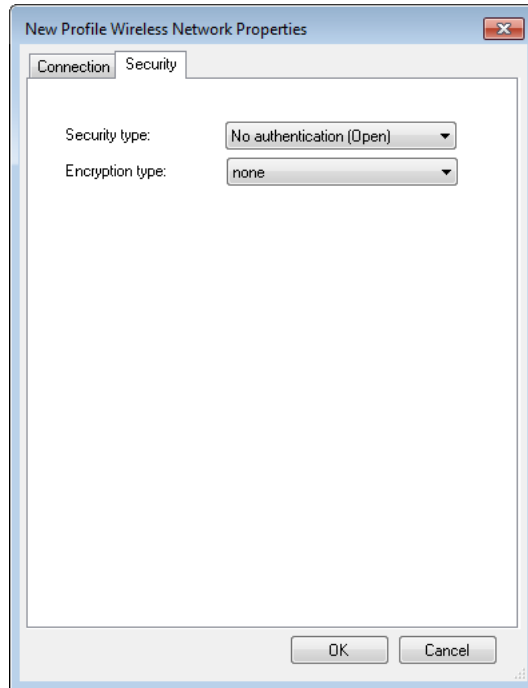 New Profile Wireless Network Properties
Connection Security
Security type: No authentication (Open)
Encryption type: none
OK Cancel